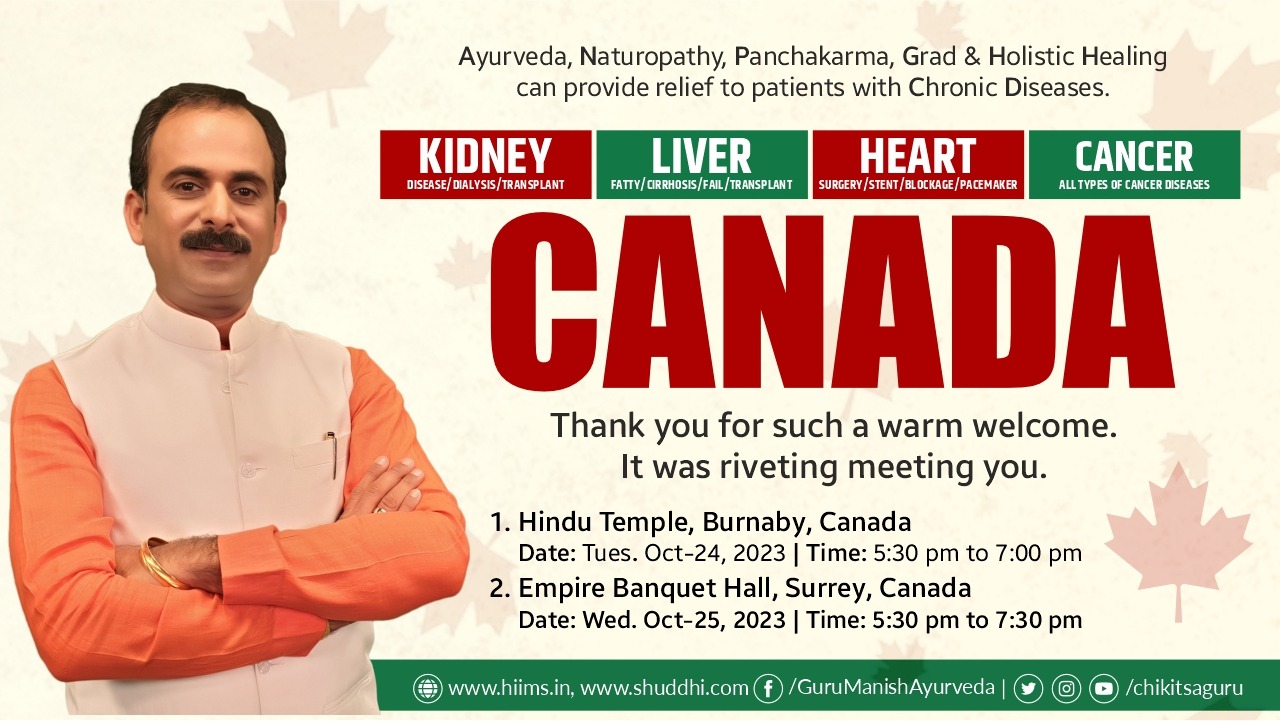 Ayurveda, Naturopathy, Panchakarma, Grad & Holistic Healing
can provide relief to patients with Chronic Diseases.
KIDNEY
DISEASE/DIALYSIS/TRANSPLANT
LIVER
FATTY/CIRRHOSIS/FAIL/TRANSPLANT
HEART
SURGERY/STENT/BLOCKAGE/PACEMAKER
CANCER
ALL TYPES OF CANCER DISEASES
CANADA
Thank you for such a warm welcome.
It was riveting meeting you.
1. Hindu Temple, Burnaby, Canada
Date: Tues. Oct-24, 2023 | Time: 5:30 pm to 7:00 pm
2. Empire Banquet Hall, Surrey, Canada
Date: Wed. Oct-25, 2023 | Time: 5:30 pm to 7:30 pm
www.hiims.in, www.shuddhi.com /GuruManishAyurveda | /chikitsaguru